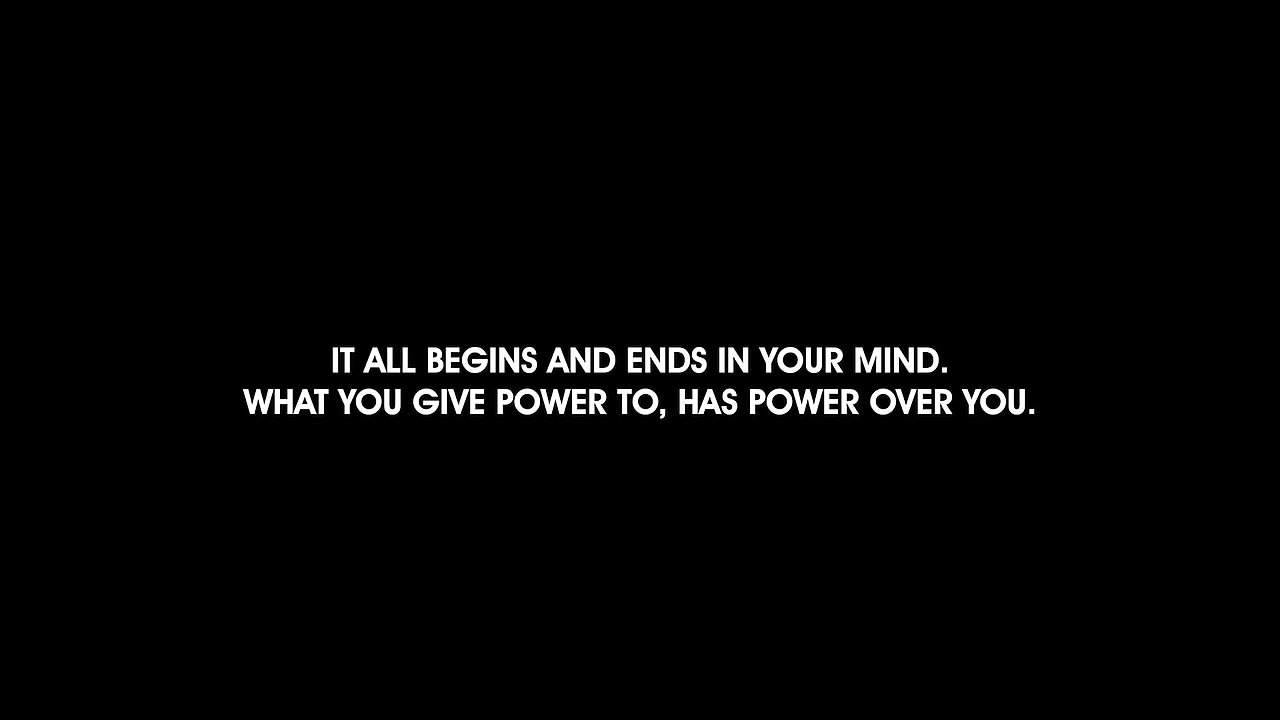 IT ALL BEGINS AND ENDS IN YOUR MIND.
WHAT YOU GIVE POWER TO, HAS POWER OVER YOU.